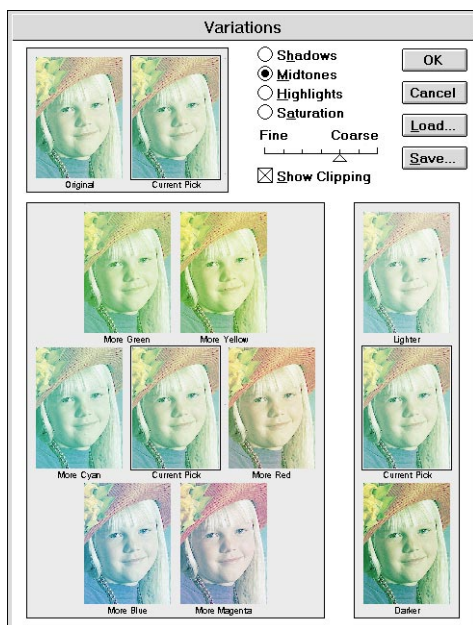 Variations
Original
Current Pick
Shadows
Midtones
Highlights
Saturation
Fine Coarse
Show Clipping
OK
Cancel
Load...
Save...
More Green
More Yellow
More Cyan
Current Pick
More Red
More Blue
More Magenta
Lighter
Current Pick
Darker